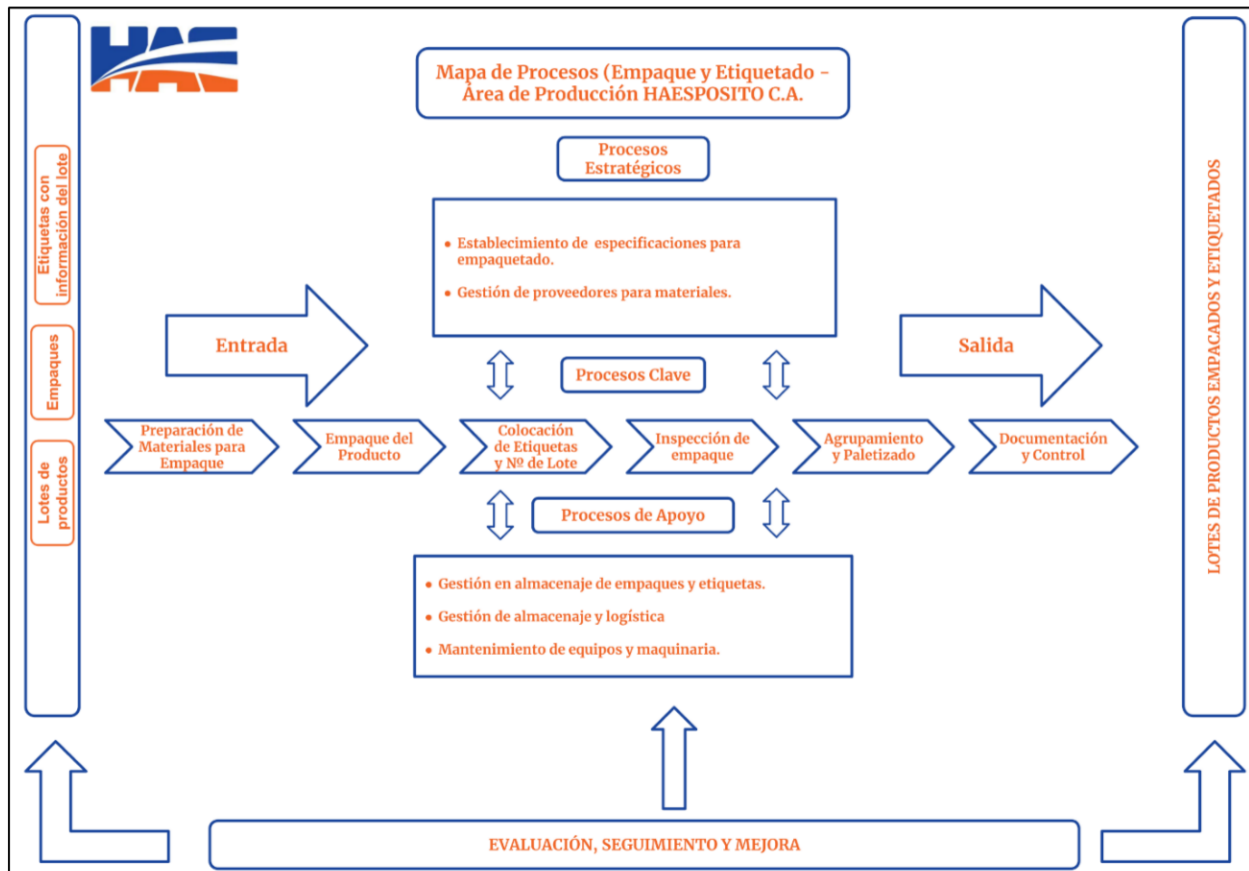 HAE
Mapa de Procesos (Empaque y Etiquetado -
Área de Producción HAESPOSITO C.A.
Procesos
Estratégicos
• Establecimiento de especificaciones para
empaquetado.
• Gestión de proveedores para materiales.
Etiquetas con
información del lote
Empaques
Lotes de
productos
Entrada
Salida
Procesos Clave
Preparación de
Materiales para
Empaque
Empaque del
Producto
Colocación
de Etiquetas
y Nº de Lote
Inspección de
empaque
Agrupamiento
y Paletizado
Documentación
y Control
Procesos de Apoyo
• Gestión en almacenaje de empaques y etiquetas.
• Gestión de almacenaje y logística
• Mantenimiento de equipos y maquinaria.
LOTES DE PRODUCTOS EMPACADOS Y ETIQUETADOS
EVALUACIÓN, SEGUIMIENTO Y MEJORA